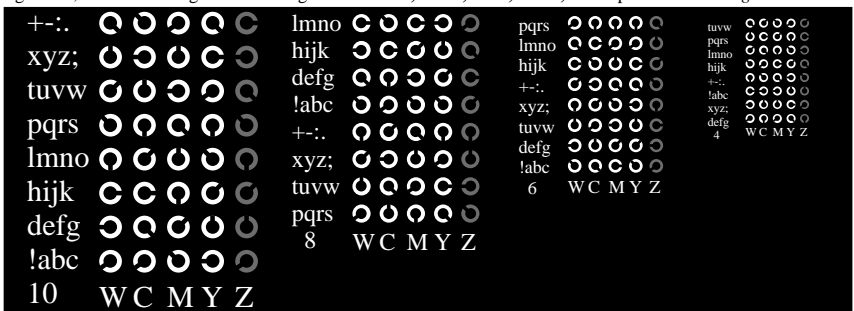 +-:.
xyz;
tuvw
pqrs
lmno
hijk
defg
!abc
10 W C M Y Z
lmno
hijk
defg
!abc
+-:.
xyz;
tuvw
pqrs
8 W C M Y Z
pqrs
lmno
hijk
+-:.
xyz;
tuvw
defg
!abc
6 W C M Y Z
tuvw
pqrs
lmno
hijk
+-:.
!abc
xyz;
defg
4 W C M Y Z